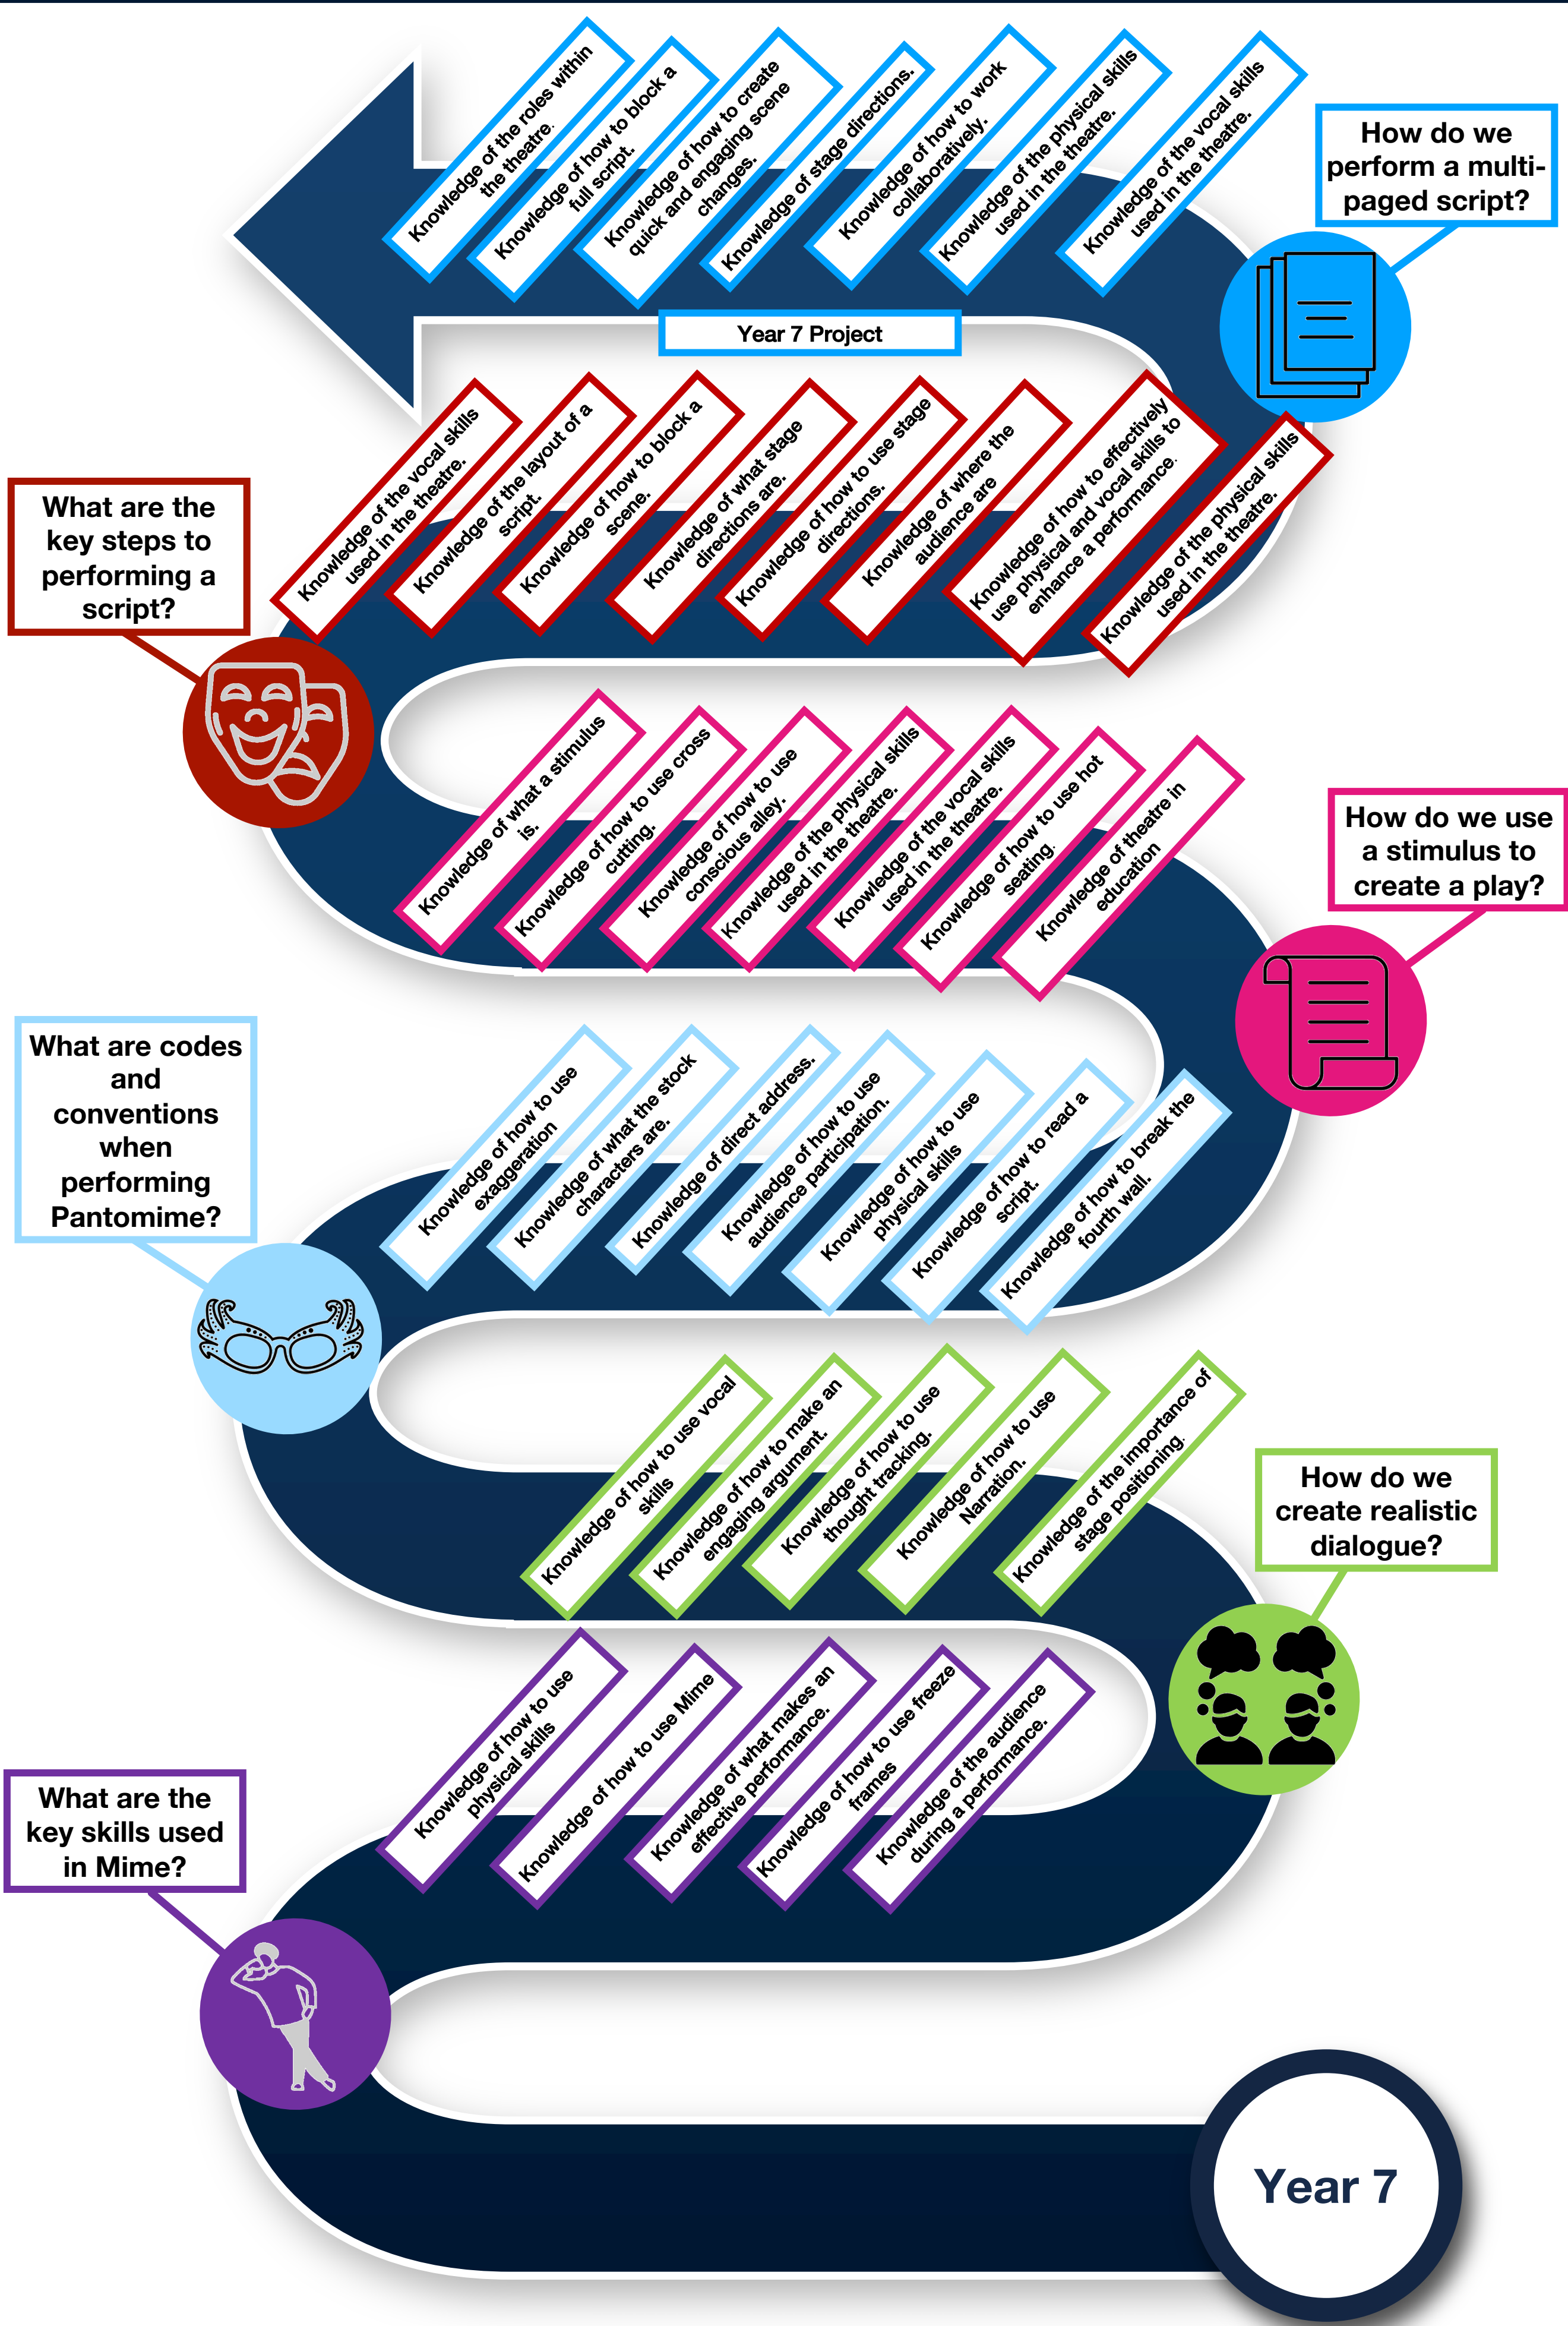 Knowledge of the roles within
the theatre.
Knowledge of how to block a
full script.
Knowledge of how to create
quick and engaging scene
changes.
Knowledge of stage directions.
Knowledge of how to work
collaboratively.
Knowledge of the physical skills
used in the theatre.
Knowledge of the vocal skills
used in the theatre.
How do we
perform a multi-
paged script?
Year 7 Project
What are the
key steps to
performing a
script?
Knowledge of the vocal skills
used in the theatre.
Knowledge of the layout of a
script.
Knowledge of how to block a
scene.
Knowledge of what stage
directions are.
Knowledge of how to use stage
directions.
Knowledge of where the
audience are
Knowledge of how to effectively
use physical and vocal skills to
enhance a performance.
Knowledge of the physical skills
used in the theatre.
Knowledge of what a stimulus
is.
Knowledge of how to use cross
cutting.
Knowledge of how to use
conscious alley.
Knowledge of the physical skills
used in the theatre.
Knowledge of the vocal skills
used in the theatre.
Knowledge of how to use hot
seating.
Knowledge of theatre in
education
How do we use
a stimulus to
create a play?
What are codes
and
conventions
when
performing
Pantomime?
Knowledge of how to use
exaggeration
Knowledge of what the stock
characters are.
Knowledge of direct address.
Knowledge of how to use
audience participation.
Knowledge of how to use
physical skills
Knowledge of how to read a
script.
Knowledge of how to break the
fourth wall.
Knowledge of how to use vocal
skills
Knowledge of how to make an
engaging argument.
Knowledge of how to use
thought tracking.
Knowledge of how to use
Narration.
Knowledge of the importance of
stage positioning.
How do we
create realistic
dialogue?
What are the
key skills used
in Mime?
Knowledge of how to use
physical skills
Knowledge of how to use Mime
Knowledge of what makes an
effective performance.
Knowledge of how to use freeze
frames
Knowledge of the audience
during a performance.
Year 7